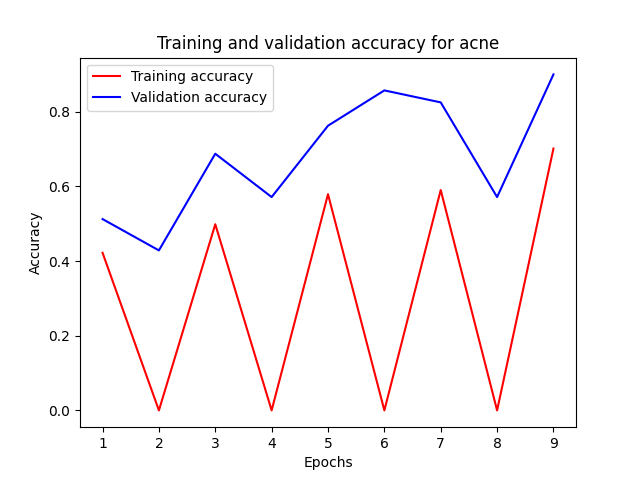 Training and validation accuracy for acne
Training accuracy
Validation accuracy
Accuracy
0.8
0.6
0.4
0.2
0.0
1 2 3 4 5 6 7 8 9
Epochs